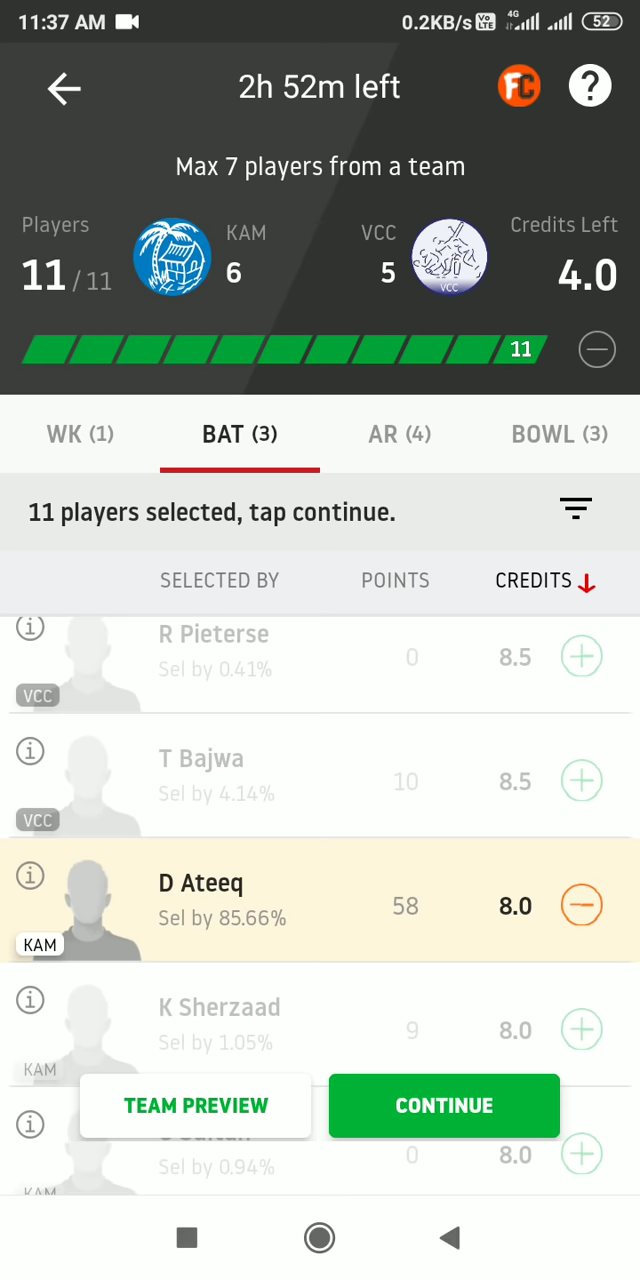 11:37 AM 0.2KB/s Vo LTE 4G 52
2h 52m left FC ?
Max 7 players from a team
Players KAM VCC Credits Left
11 / 11 6 5 VCC 4.0
11
WK (1) BAT (3) AR (4) BOWL (3)
11 players selected, tap continue.
SELECTED BY POINTS CREDITS
R Pieterse
Sel by 0.41% 0 8.5
VCC
T Bajwa
Sel by 4.14% 10 8.5
VCC
D Ateeq
Sel by 85.66% 58 8.0
KAM
K Sherzaad
Sel by 1.05% 9 8.0
KAM
TEAM PREVIEW CONTINUE
Sel by 0.94% 0 8.0
KAM